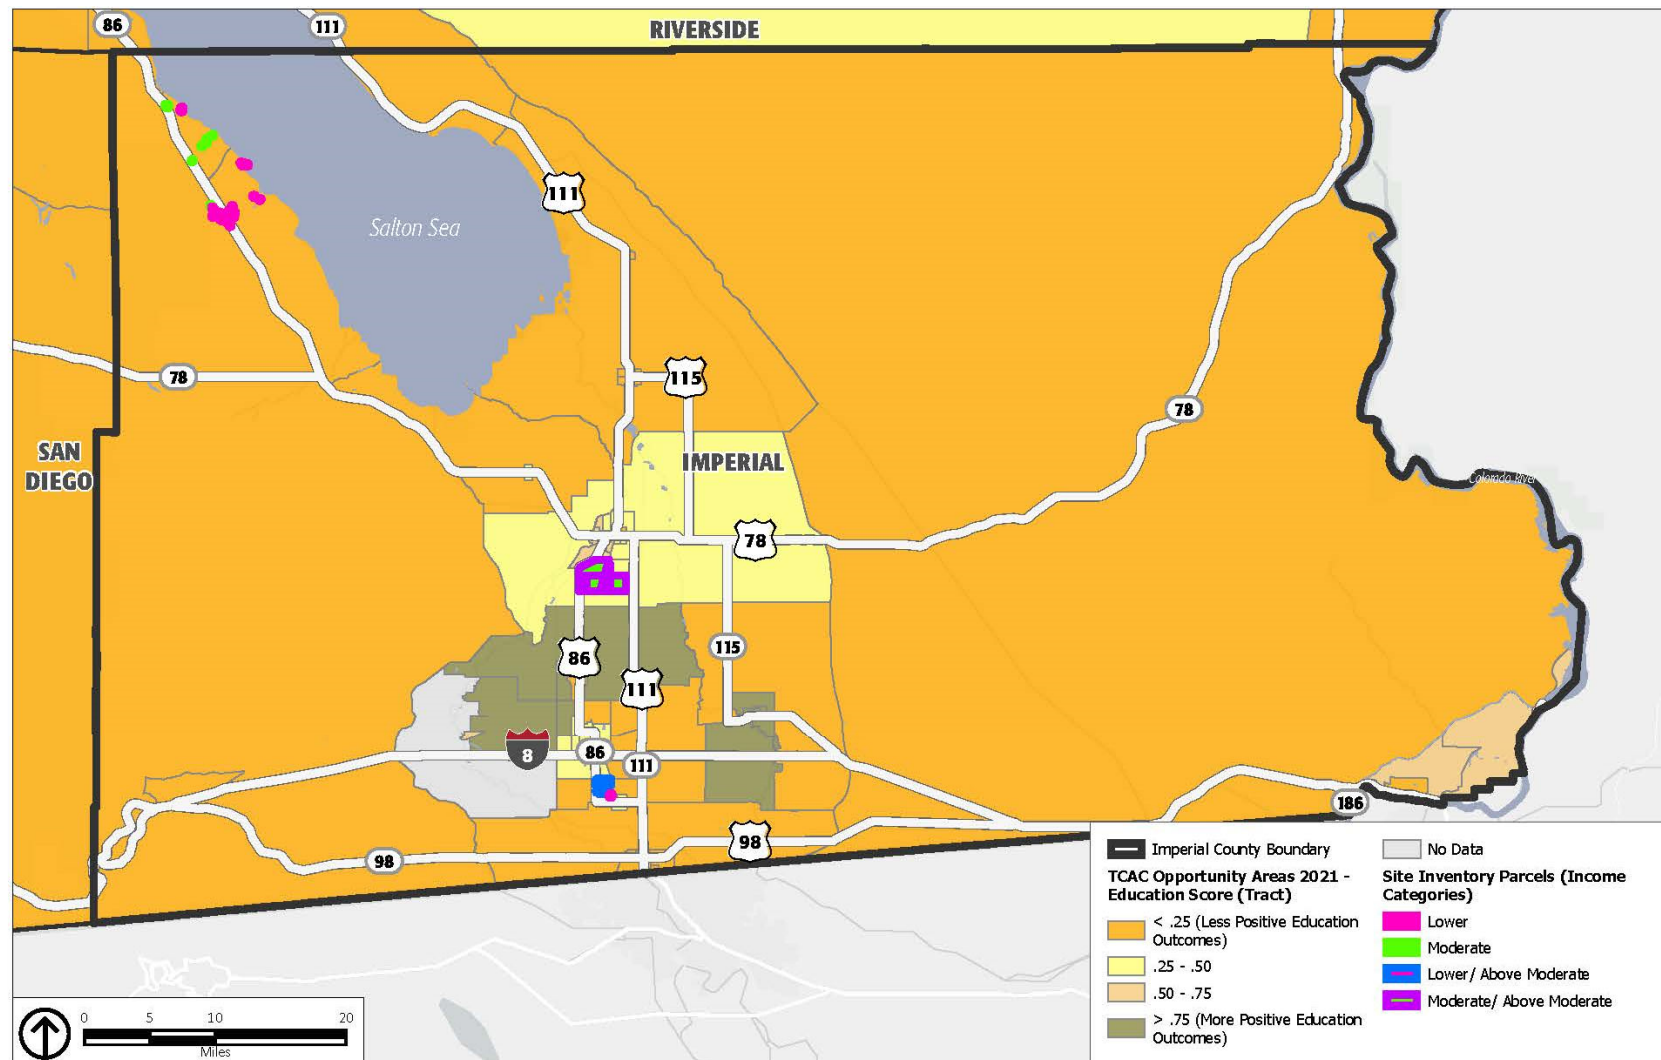 86
111
RIVERSIDE
111
Salton Sea
78
115
78
SAN
DIEGO
IMPERIAL
Colorado River
78
115
86
111
8
86
111
186
98
98
Imperial County Boundary
TCAC Opportunity Areas 2021 -
Education Score (Tract)
< .25 (Less Positive Education
Outcomes)
.25 - .50
.50 - .75
> .75 (More Positive Education
Outcomes)
No Data
Site Inventory Parcels (Income
Categories)
Lower
Moderate
Lower/ Above Moderate
Moderate/ Above Moderate
0 5 10 20
Miles